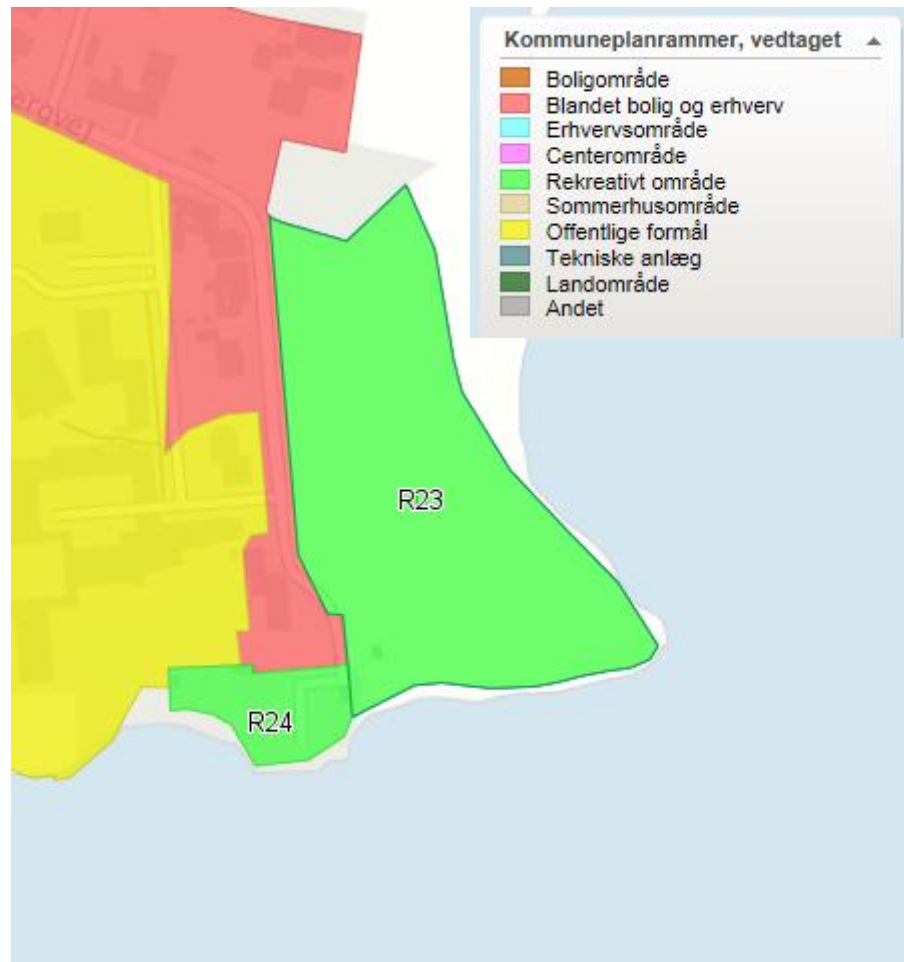 Kommuneplanrammer, vedtaget
Boligområde
Blandet bolig og erhverv
Erhvervsområde
Centerområde
Rekreativt område
Sommerhusområde
Offentlige formål
Tekniske anlæg
Landområde
Andet
R23
R24